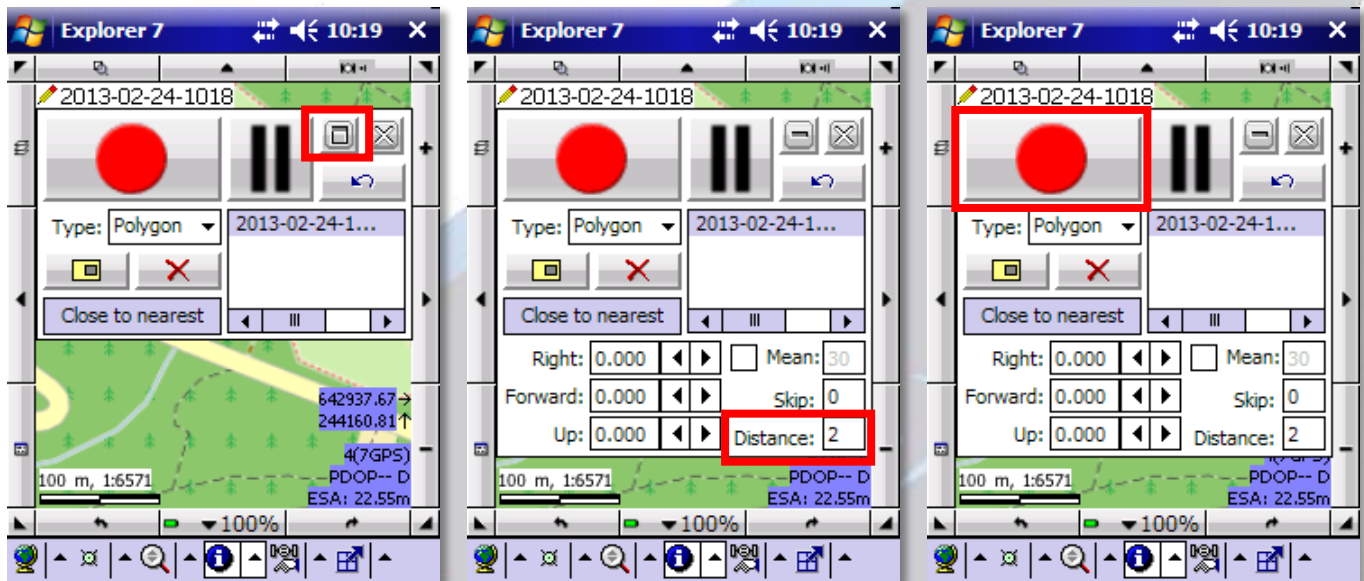 Explorer 7 10:19
2013-02-24-1018
Type: Polygon 2013-02-24-1...
Close to nearest
642937.67→
244160.81↑
4(7GPS)
PDOP-- D
100 m, 1:6571
ESA: 22.55m
100%
Explorer 7 10:19
2013-02-24-1018
Type: Polygon 2013-02-24-1...
Close to nearest
Right: 0.000 Mean: 30
Forward: 0.000 Skip: 0
Up: 0.000 Distance: 2
PDOP-- D
100 m, 1:6571
ESA: 22.55m
100%
Explorer 7 10:19
2013-02-24-1018
Type: Polygon 2013-02-24-1...
Close to nearest
Right: 0.000 Mean: 30
Forward: 0.000 Skip: 0
Up: 0.000 Distance: 2
PDOP-- D
100 m, 1:6571
ESA: 22.55m
100%